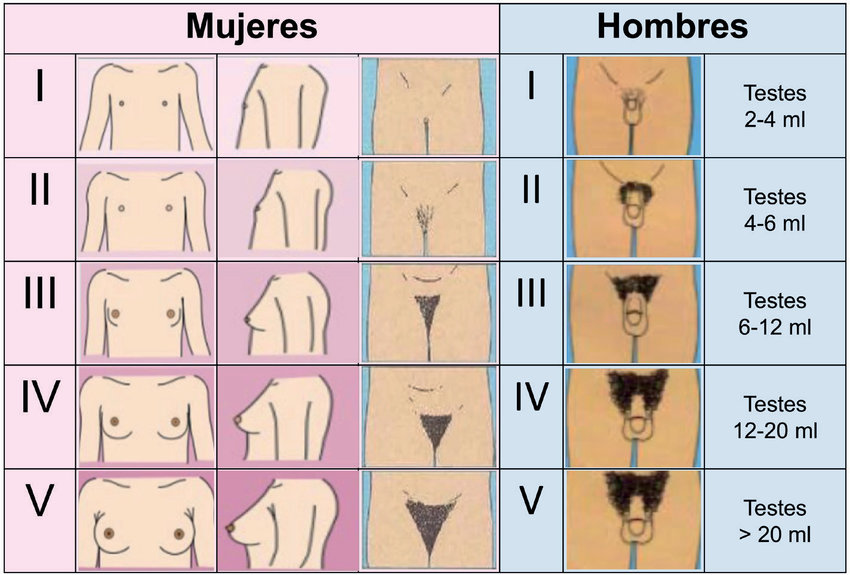 Mujeres
Hombres
I
I
Testes
2-4 ml
II
II
Testes
4-6 ml
III
III
Testes
6-12 ml
IV
IV
Testes
12-20 ml
V
V
Testes
> 20 ml